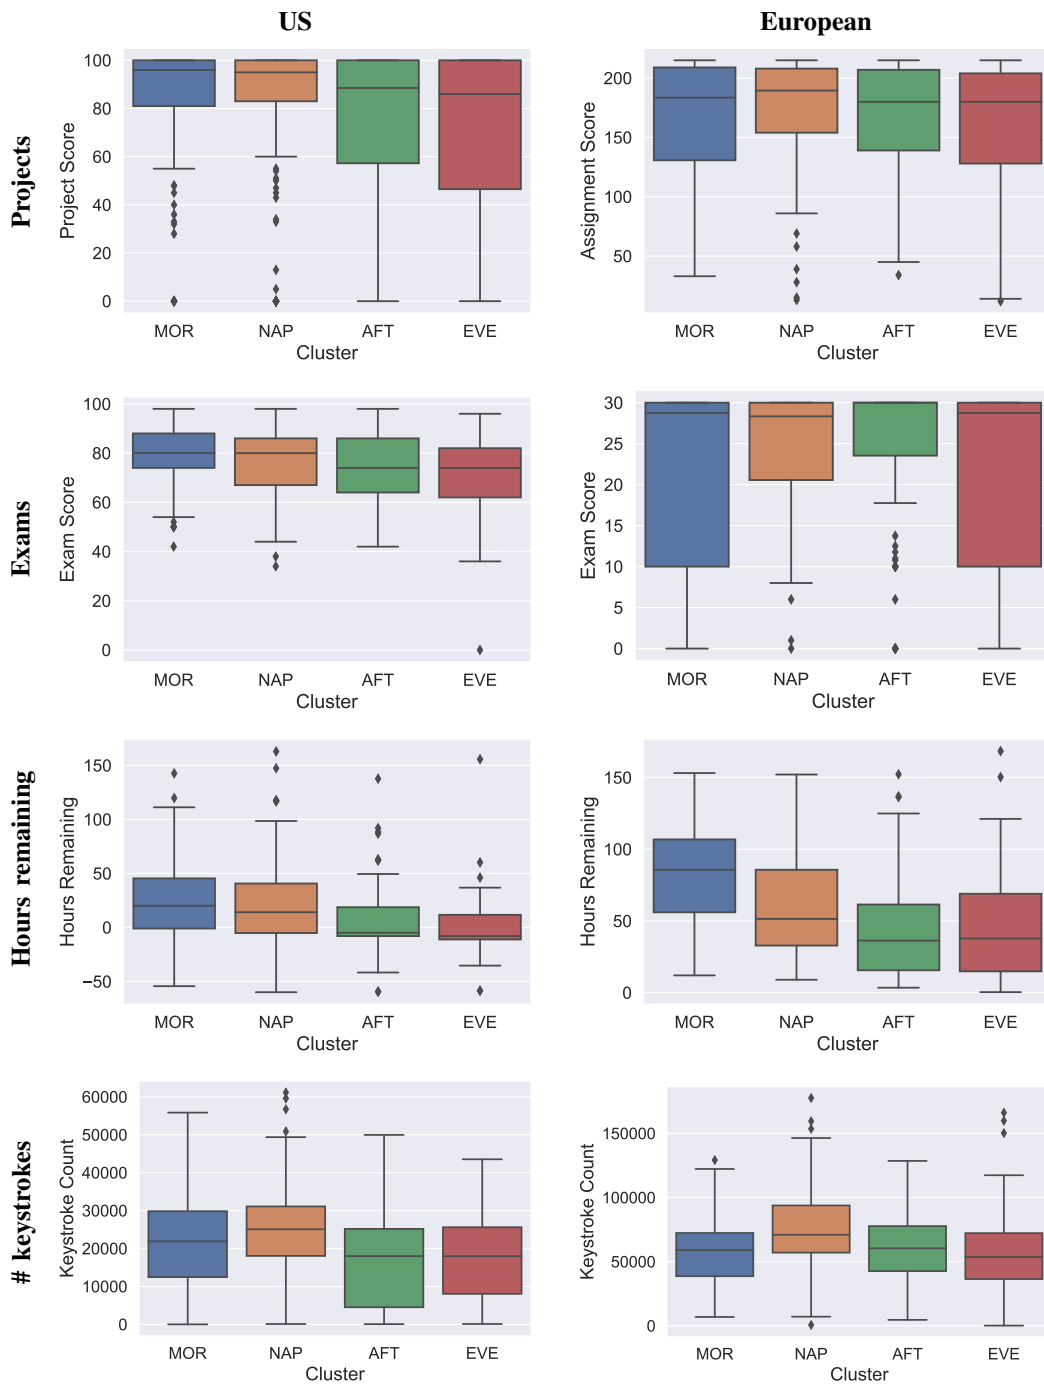 US
European
Projects
Project Score
100
80
60
40
20
0
MOR NAP AFT EVE
Cluster
Assignment Score
200
150
100
50
MOR NAP AFT EVE
Cluster
Exams
Exam Score
100
80
60
40
20
0
MOR NAP AFT EVE
Cluster
Exam Score
30
25
20
15
10
5
0
MOR NAP AFT EVE
Cluster
Hours remaining
Hours Remaining
150
100
50
0
−50
MOR NAP AFT EVE
Cluster
Hours Remaining
150
100
50
0
MOR NAP AFT EVE
Cluster
# keystrokes
Keystroke Count
60000
50000
40000
30000
20000
10000
0
MOR NAP AFT EVE
Cluster
Keystroke Count
150000
100000
50000
0
MOR NAP AFT EVE
Cluster